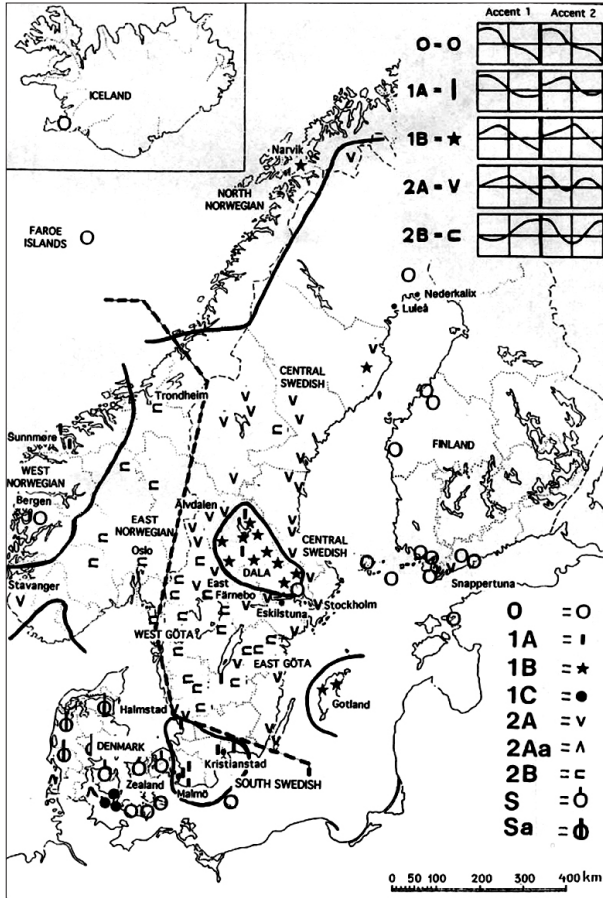 Accent 1 Accent 2
O = O
1A =
1B = ★
2A = V
2B = ⊏
ICELAND
Narvik
NORTH
NORWEGIAN
FAROE
ISLANDS
Nederkalix
Luleå
CENTRAL
SWEDISH
Trondheim
FINLAND
Sunnmøre
WEST
NORWEGIAN
Älvdalen
Bergen
EAST
NORWEGIAN
CENTRAL
SWEDISH
Oslo
DALA
Snappertuna
Stavanger
East
Färnebo
Stockholm
Eskilstuna
WEST GÖTA
EAST GÖTA
Gotland
Halmstad
DENMARK
Kristianstad
Zealand
SOUTH SWEDISH
Malmö
O = O
1A = ı
1B = ★
1C = ●
2A = v
2Aa = ʌ
2B = ⊏
S =
Sa =
0 50 100 200 300 400 km